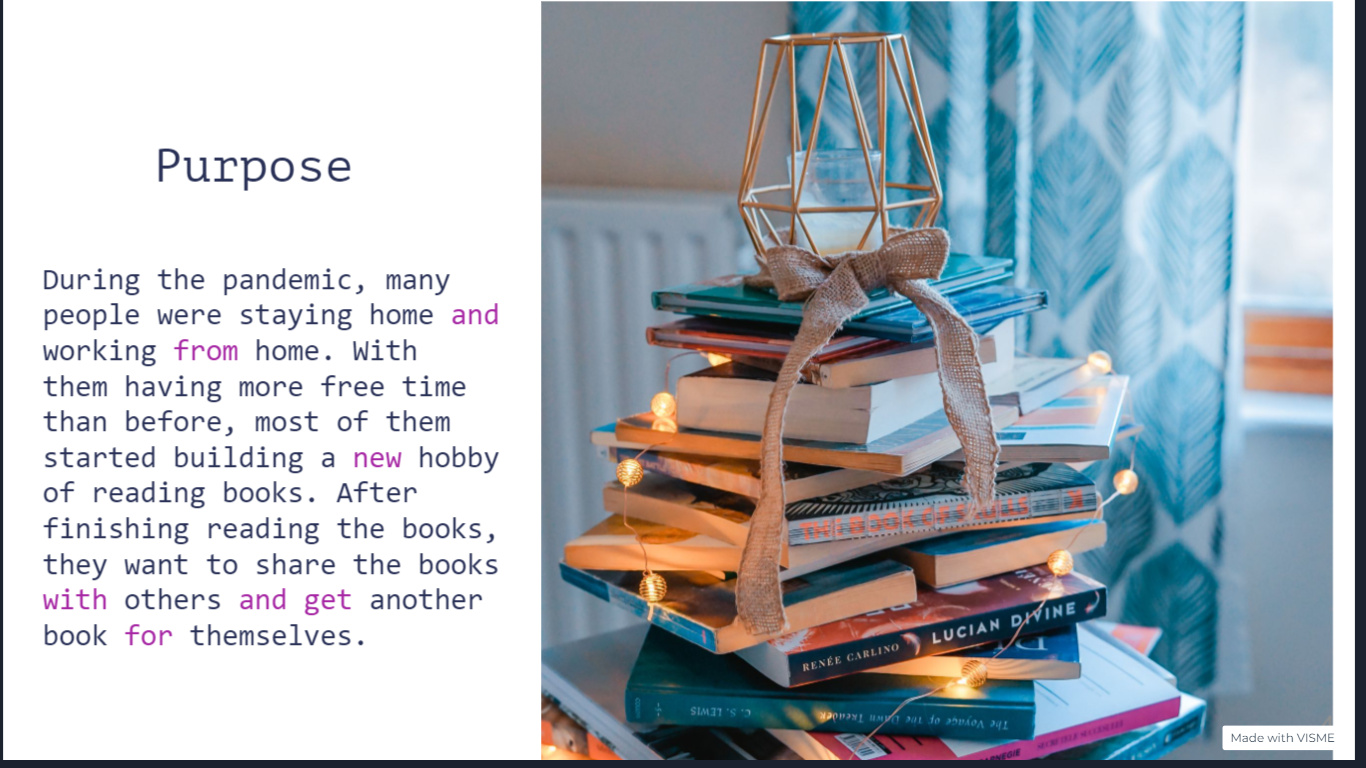 Purpose
During the pandemic, many
people were staying home and
working from home. With
them having more free time
than before, most of them
started building a new hobby
of reading books. After
finishing reading the books,
they want to share the books
with others and get another
book for themselves.
THE BOOK OF
LUCIAN DIVINE
RENÉE CARLINO
C. S. LEWIS
The Voyage of the Dawn Treader
SECRETELE SUCCESULUI
CARNEGIE
Made with VISME